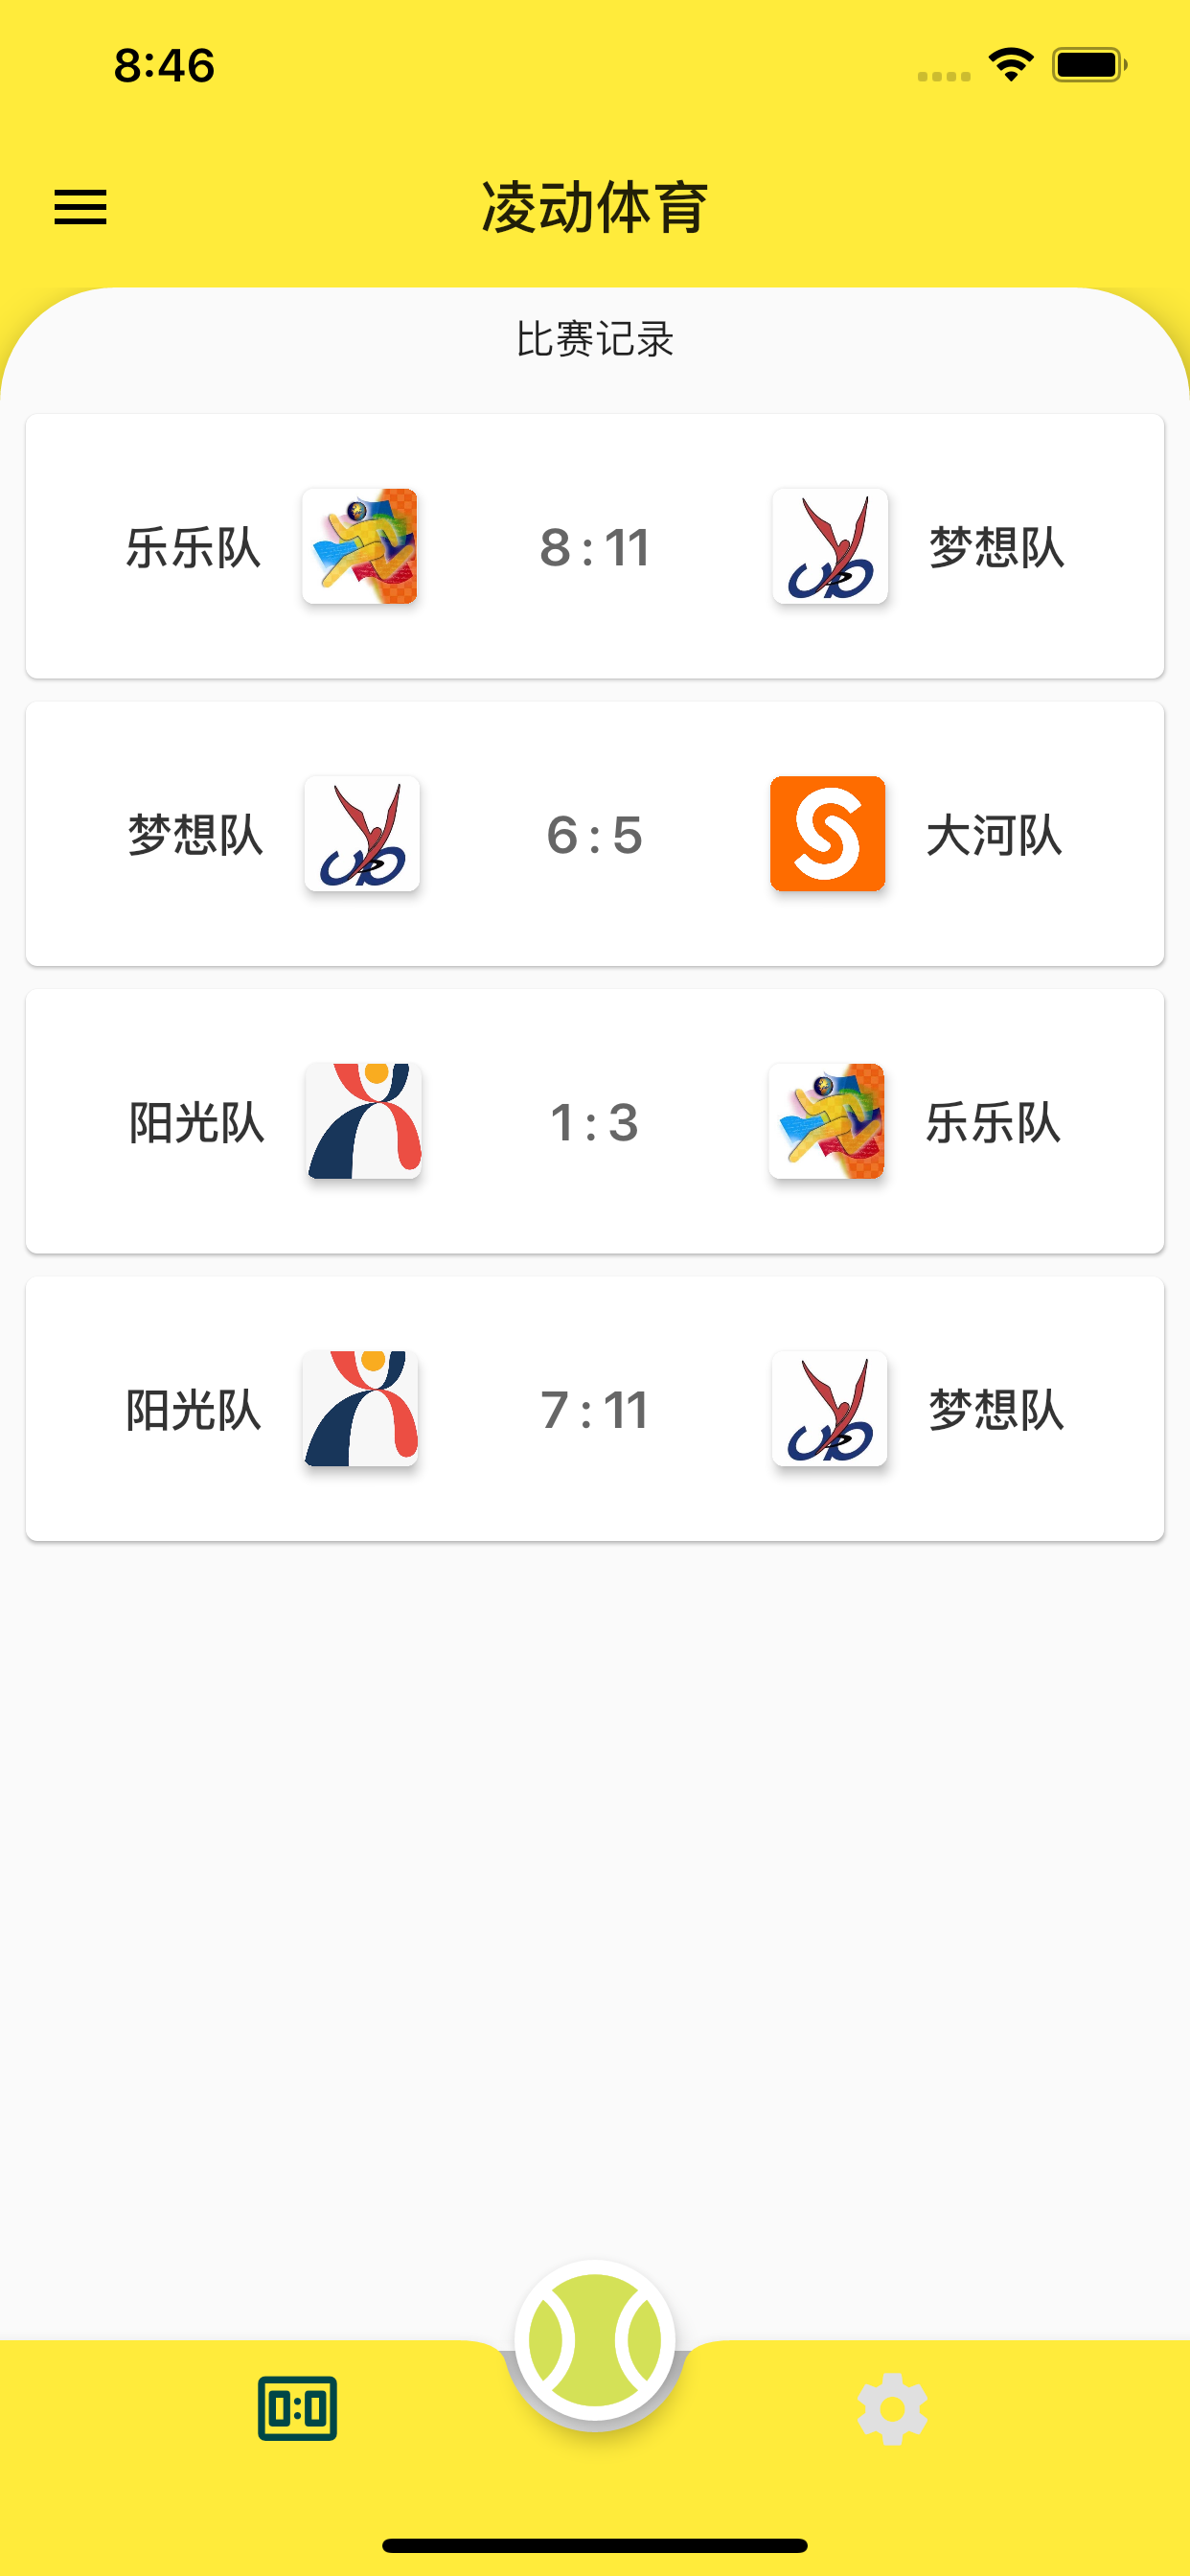 8:46
凌动体育
比赛记录
乐乐队 8 : 11 梦想队
梦想队 6 : 5 大河队
阳光队 1 : 3 乐乐队
阳光队 7 : 11 梦想队
0:0